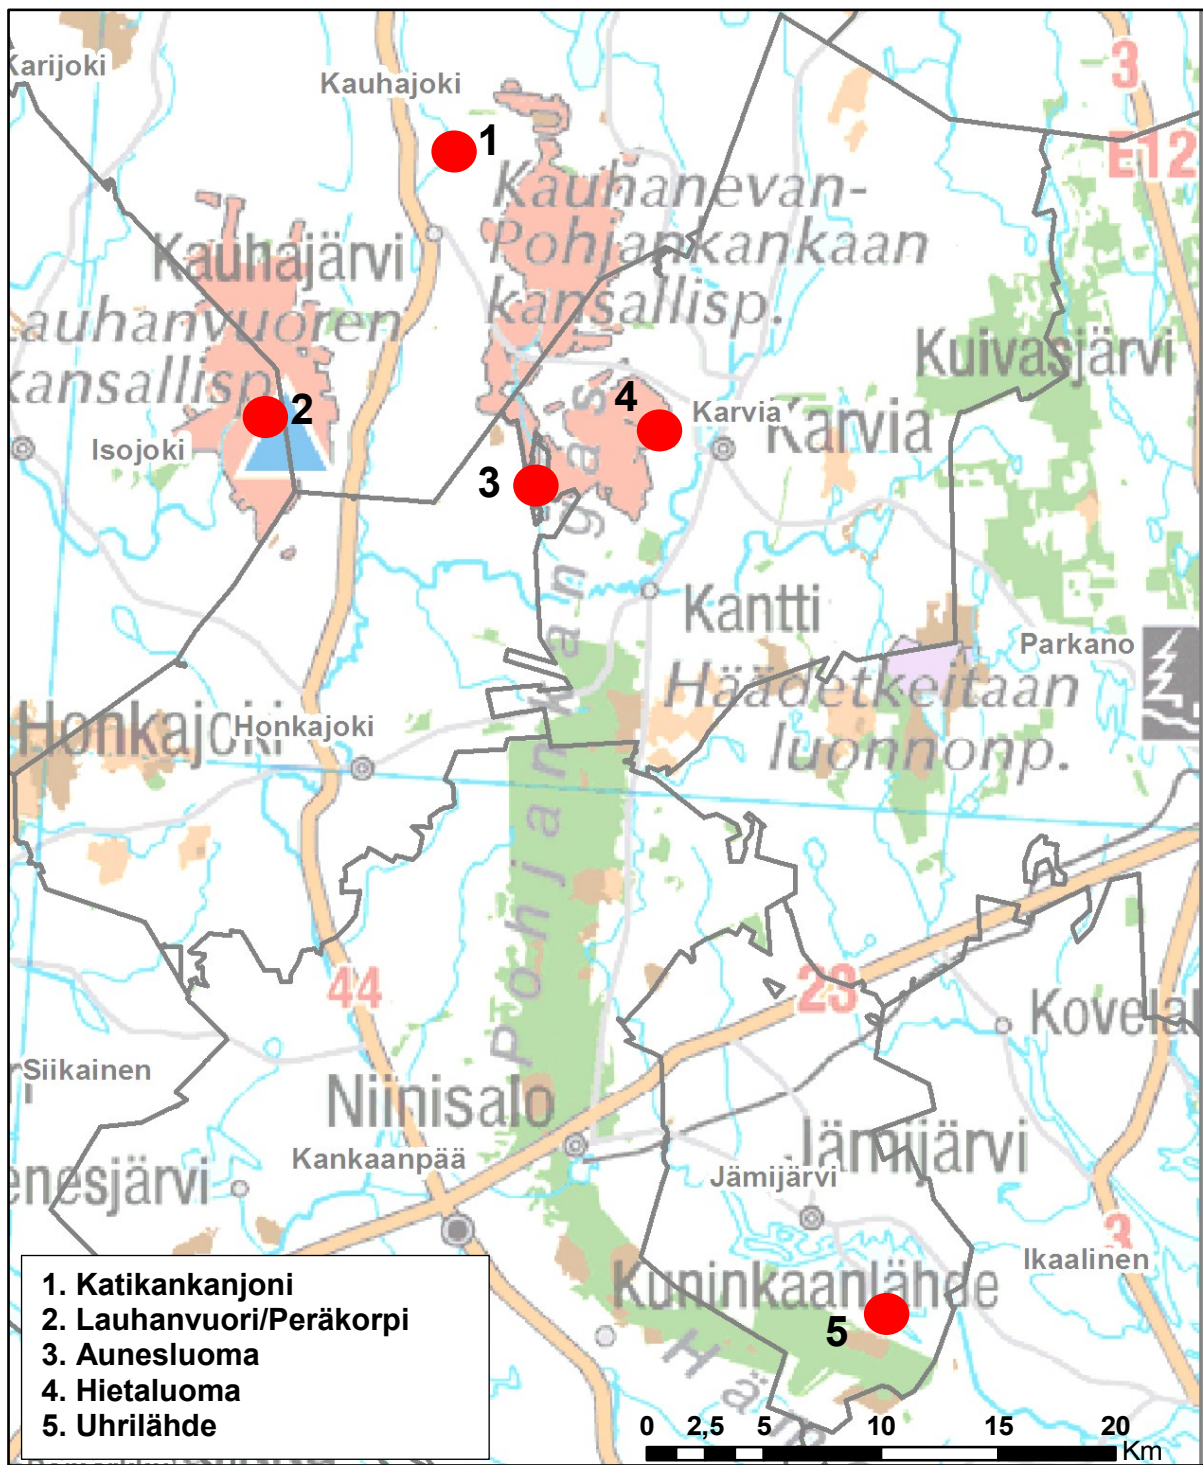 Karijoki
Kauhajoki
3
1
E12
Kauhanevan-
Pohjankankaan
kansallisp.
Kauhajärvi
Lauhanvuoren
kansallisp.
Kuivasjärvi
2
4
Karvia
Karvia
Isojoki
3
Kantti
Parkano
Häädetkeitaan
luonnonp.
Honkajoki
Honkajoki
Pohjankangas
44
23
Kovela
Siikainen
Niinisalo
Kankaanpää
Jämijärvi
Jämijärvi
enesjärvi
3
Ikaalinen
Kuninkaanlähde
5
Häm
1. Katikankanjoni
2. Lauhanvuori/Peräkorpi
3. Aunesluoma
4. Hietaluoma
5. Uhrilähde
0 2,5 5 10 15 20
Km